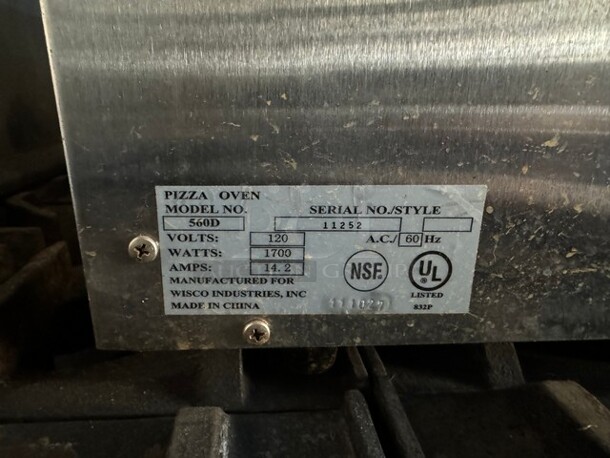 PIZZA OVEN
MODEL NO. SERIAL NO./STYLE
560D 11252
VOLTS: 120 A.C./ 60 Hz
WATTS: 1700
AMPS: 14.2
MANUFACTURED FOR
WISCO INDUSTRIES, INC
MADE IN CHINA
NSF
UL
LISTED
832P